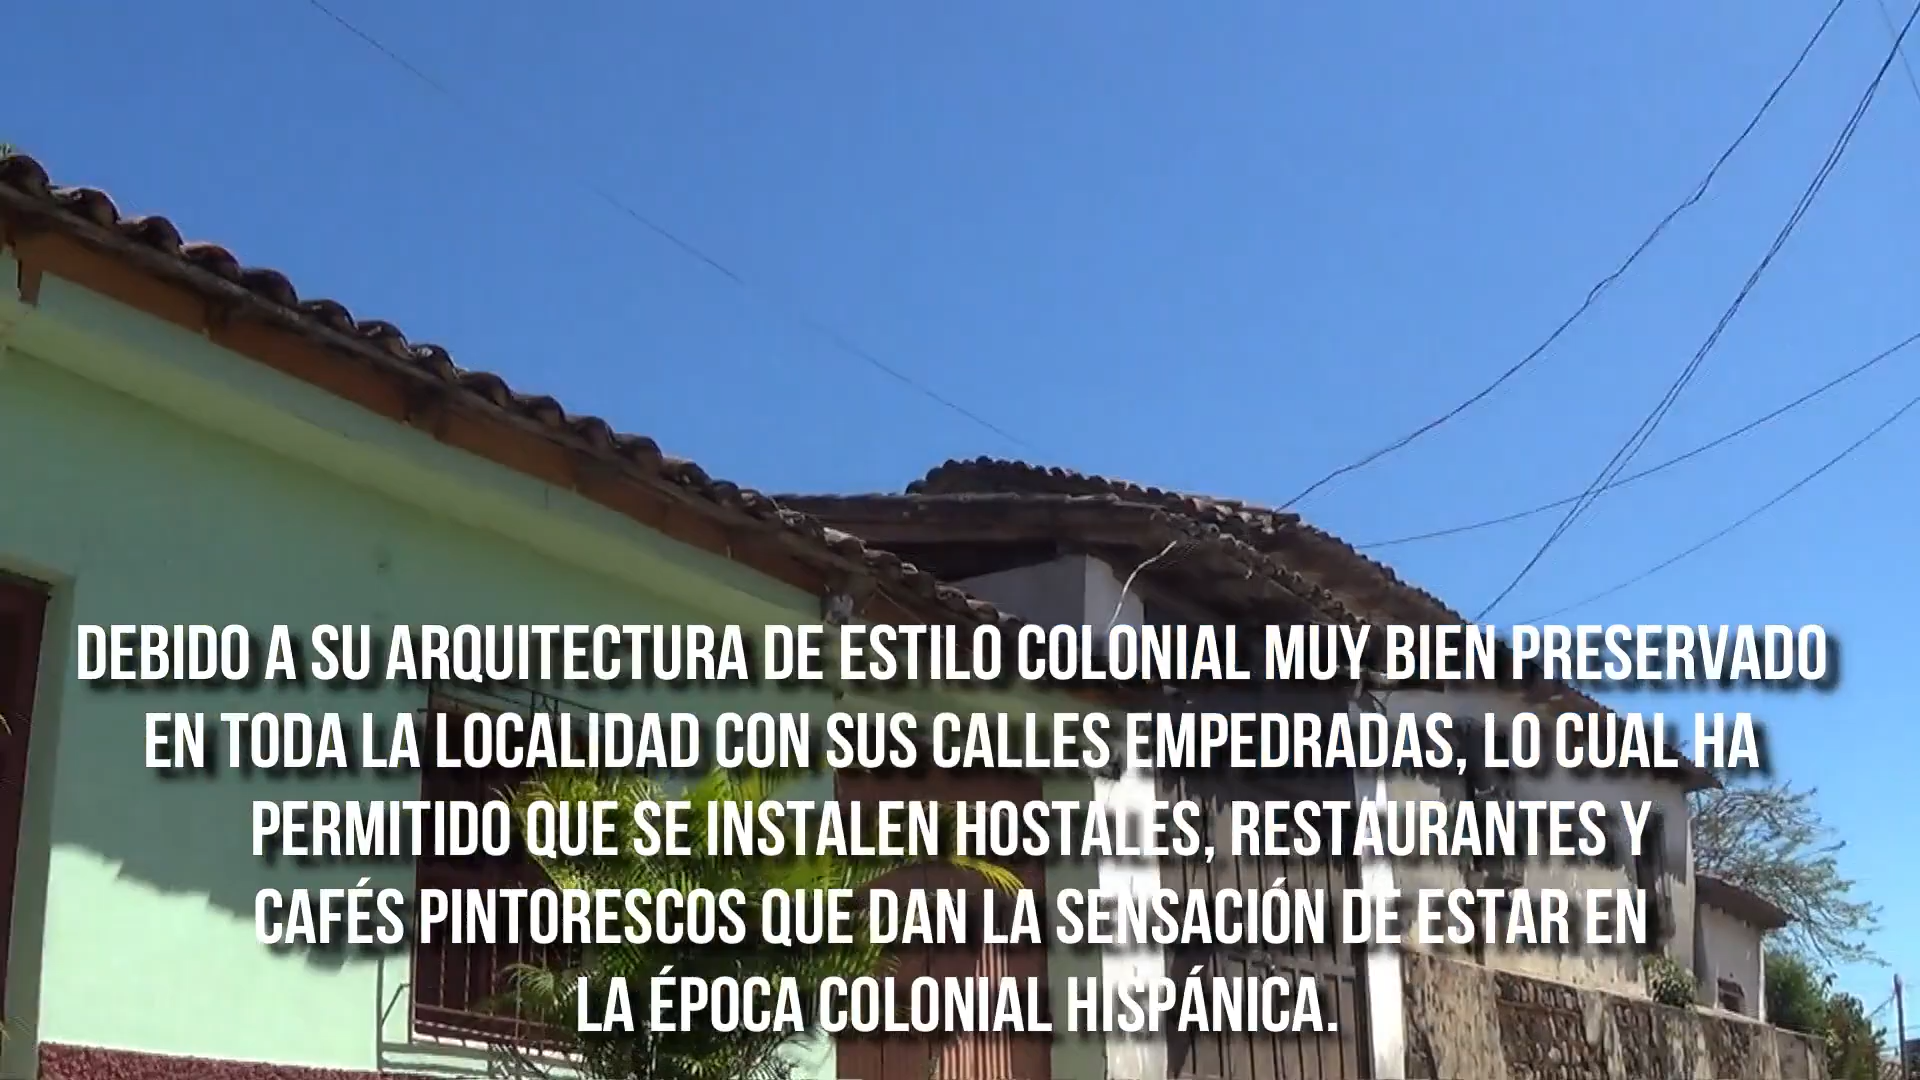 DEBIDO A SU ARQUITECTURA DE ESTILO COLONIAL MUY BIEN PRESERVADO
EN TODA LA LOCALIDAD CON SUS CALLES EMPEDRADAS, LO CUAL HA
PERMITIDO QUE SE INSTALEN HOSTALES, RESTAURANTES Y
CAFÉS PINTORESCOS QUE DAN LA SENSACIÓN DE ESTAR EN
LA ÉPOCA COLONIAL HISPÁNICA.